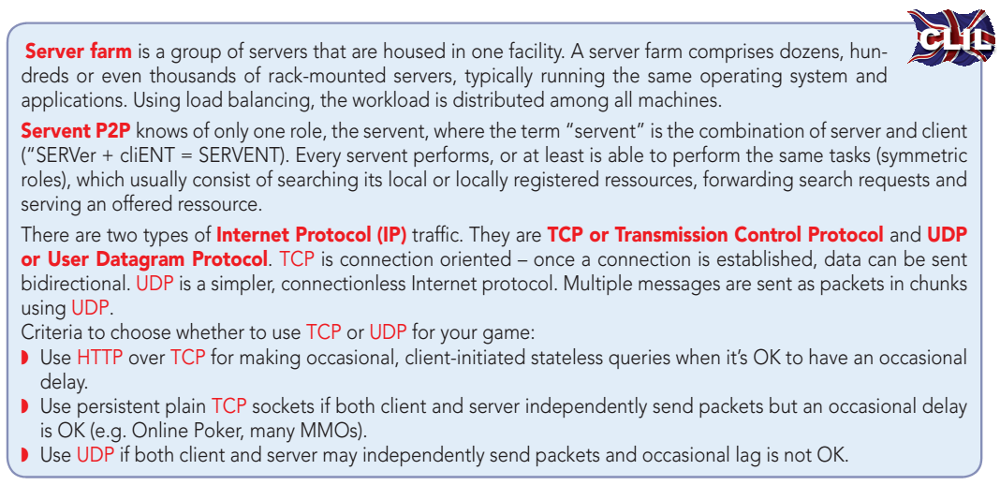 CLIL
Server farm is a group of servers that are housed in one facility. A server farm comprises dozens, hun-
dreds or even thousands of rack-mounted servers, typically running the same operating system and
applications. Using load balancing, the workload is distributed among all machines.
Servent P2P knows of only one role, the servent, where the term “servent” is the combination of server and client
(“SERVer + cliENT = SERVENT). Every servent performs, or at least is able to perform the same tasks (symmetric
roles), which usually consist of searching its local or locally registered ressources, forwarding search requests and
serving an offered ressource.
There are two types of Internet Protocol (IP) traffic. They are TCP or Transmission Control Protocol and UDP
or User Datagram Protocol. TCP is connection oriented – once a connection is established, data can be sent
bidirectional. UDP is a simpler, connectionless Internet protocol. Multiple messages are sent as packets in chunks
using UDP.
Criteria to choose whether to use TCP or UDP for your game:
◗ Use HTTP over TCP for making occasional, client-initiated stateless queries when it’s OK to have an occasional
delay.
◗ Use persistent plain TCP sockets if both client and server independently send packets but an occasional delay
is OK (e.g. Online Poker, many MMOs).
◗ Use UDP if both client and server may independently send packets and occasional lag is not OK.